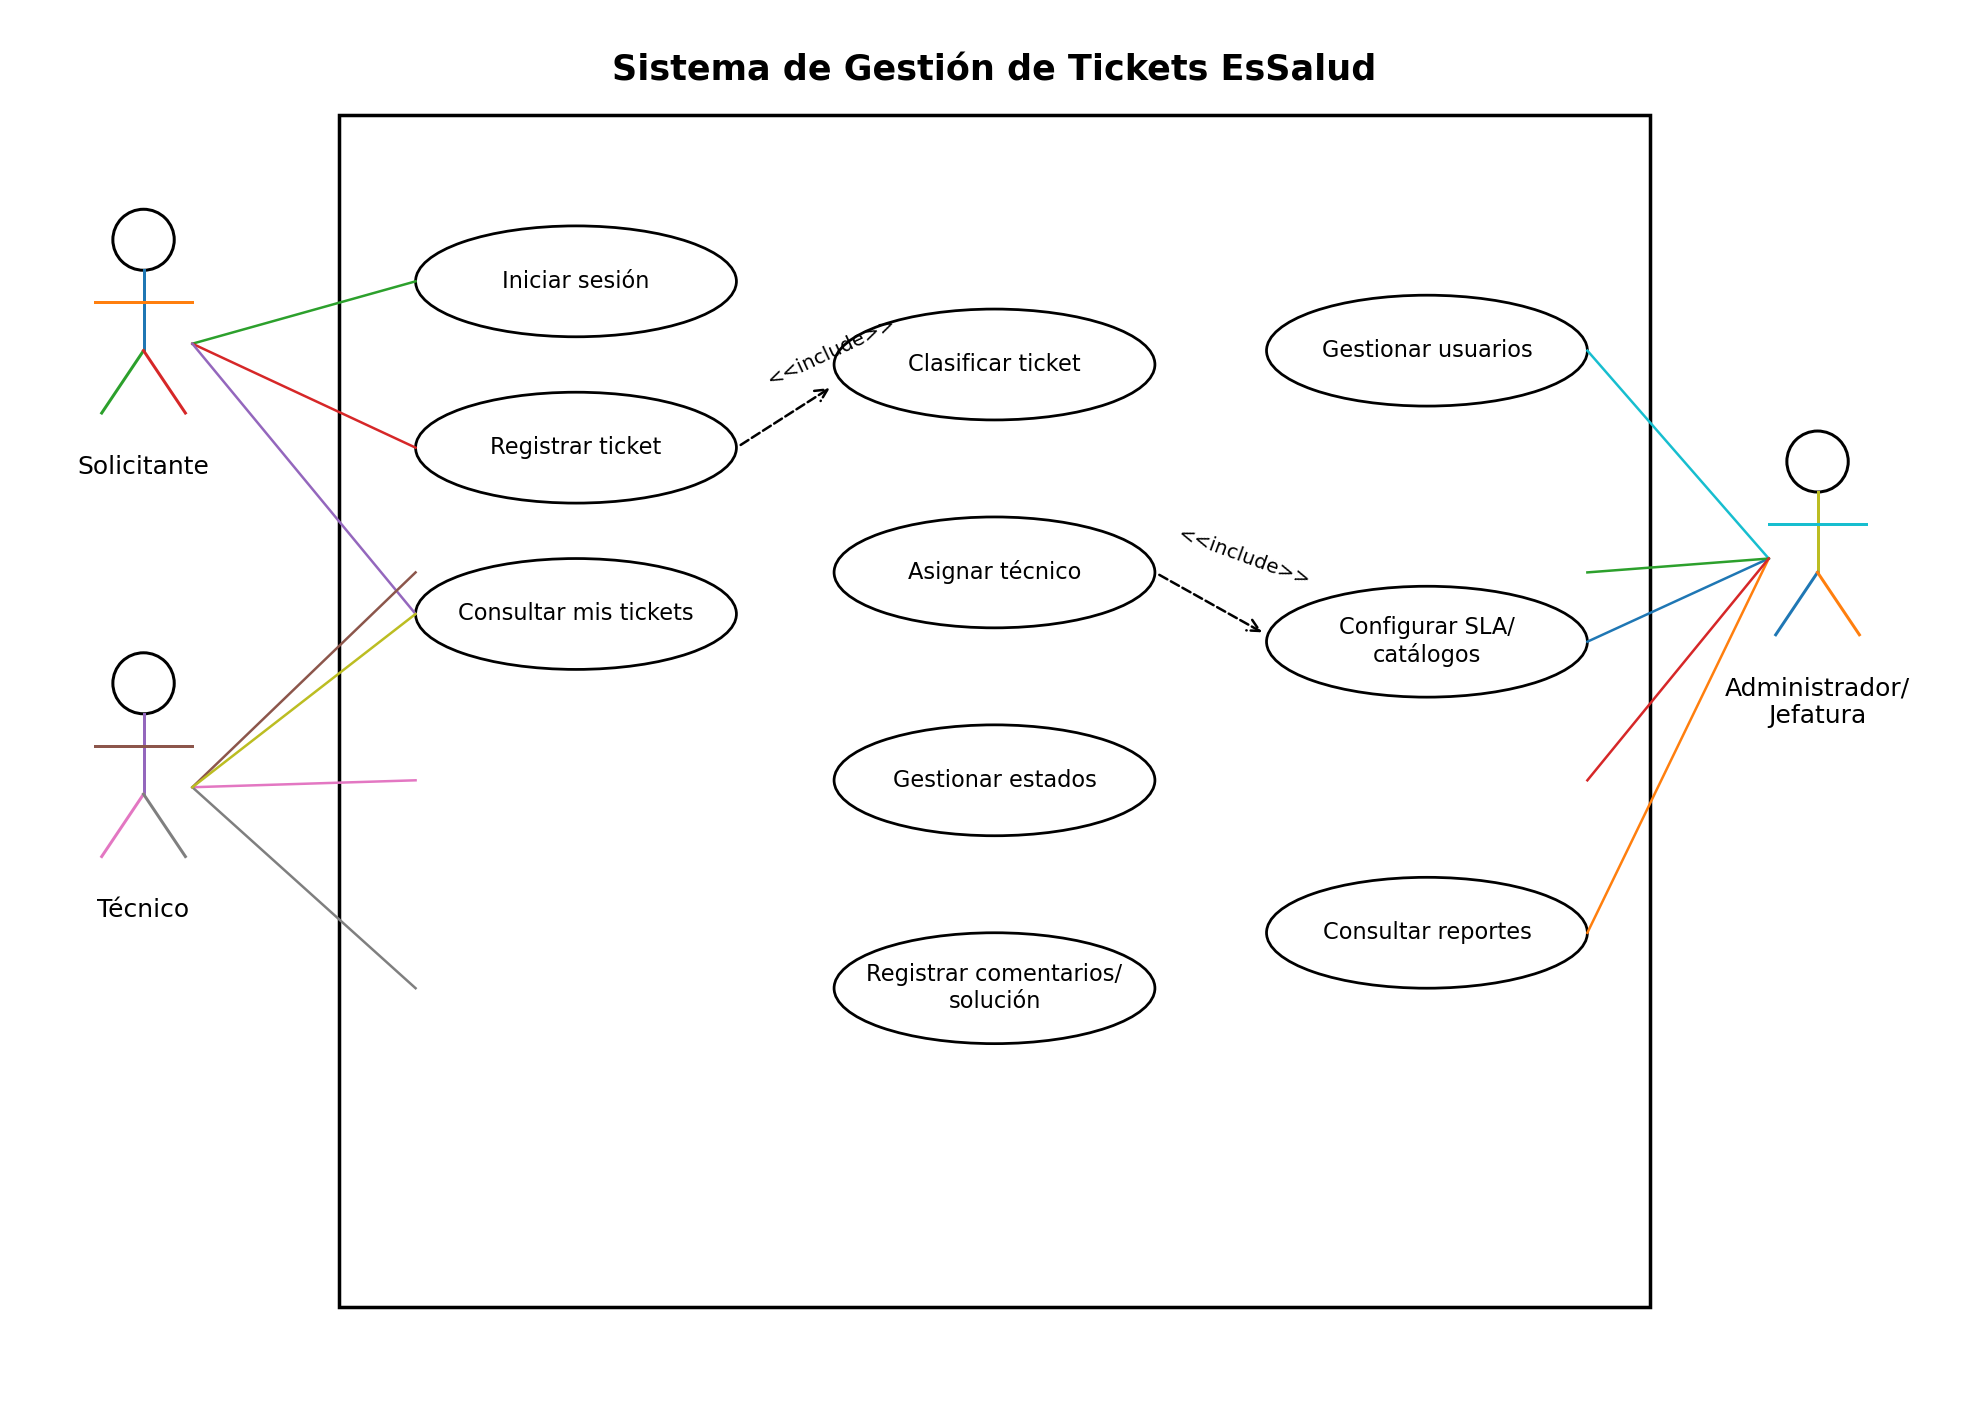 Sistema de Gestión de Tickets EsSalud
Iniciar sesión
<<include>>
Clasificar ticket
Gestionar usuarios
Registrar ticket
Solicitante
<<include>>
Asignar técnico
Consultar mis tickets
Configurar SLA/
catálogos
Administrador/
Jefatura
Gestionar estados
Técnico
Consultar reportes
Registrar comentarios/
solución